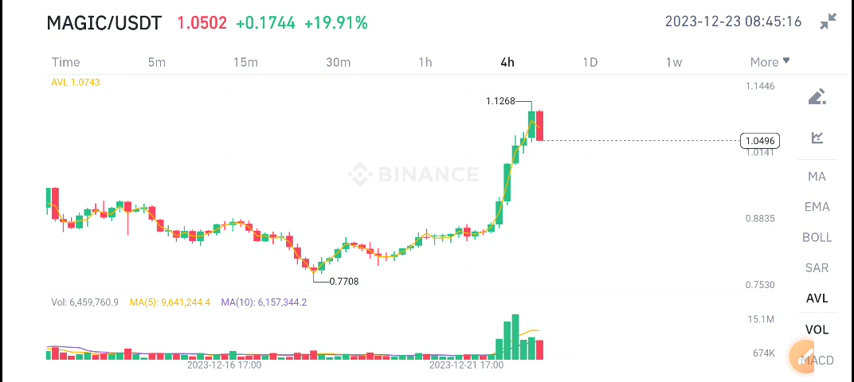 MAGIC/USDT 1.0502 +0.1744 +19.91% 2023-12-23 08:45:16
Time 5m 15m 30m 1h 4h 1D 1w More
AVL 1.0743
1.1446
1.1268
1.0496
1.0141
MA
BINANCE
EMA
0.8835
BOLL
SAR
0.7708
0.7530
AVL
Vol: 6,459,760.9 MA(5): 9,641,244.4 MA(10): 6,157,344.2
15.1M
VOL
674K
MACD
2023-12-16 17:00 2023-12-21 17:00